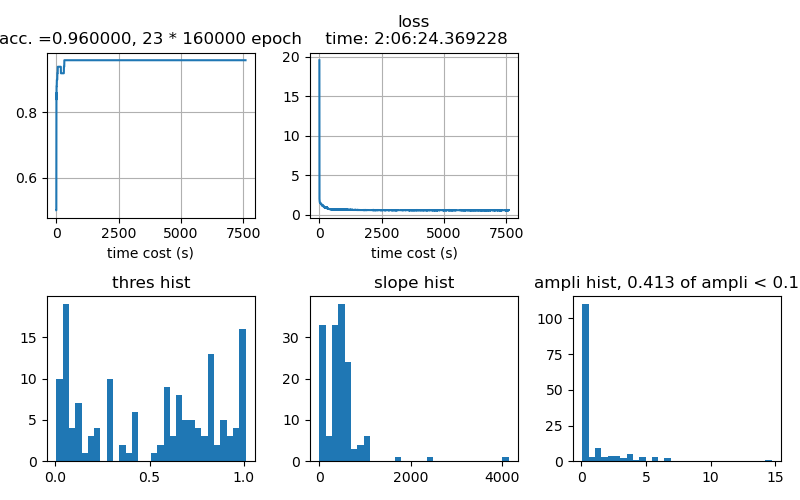 acc. =0.960000, 23 * 160000 epoch
loss
time: 2:06:24.369228
0.8
0.6
0 2500 5000 7500
time cost (s)
20
15
10
5
0
0 2500 5000 7500
time cost (s)
thres hist
15
10
5
0
0.0 0.5 1.0
slope hist
30
20
10
0
0 2000 4000
ampli hist, 0.413 of ampli < 0.1
100
75
50
25
0
0 5 10 15